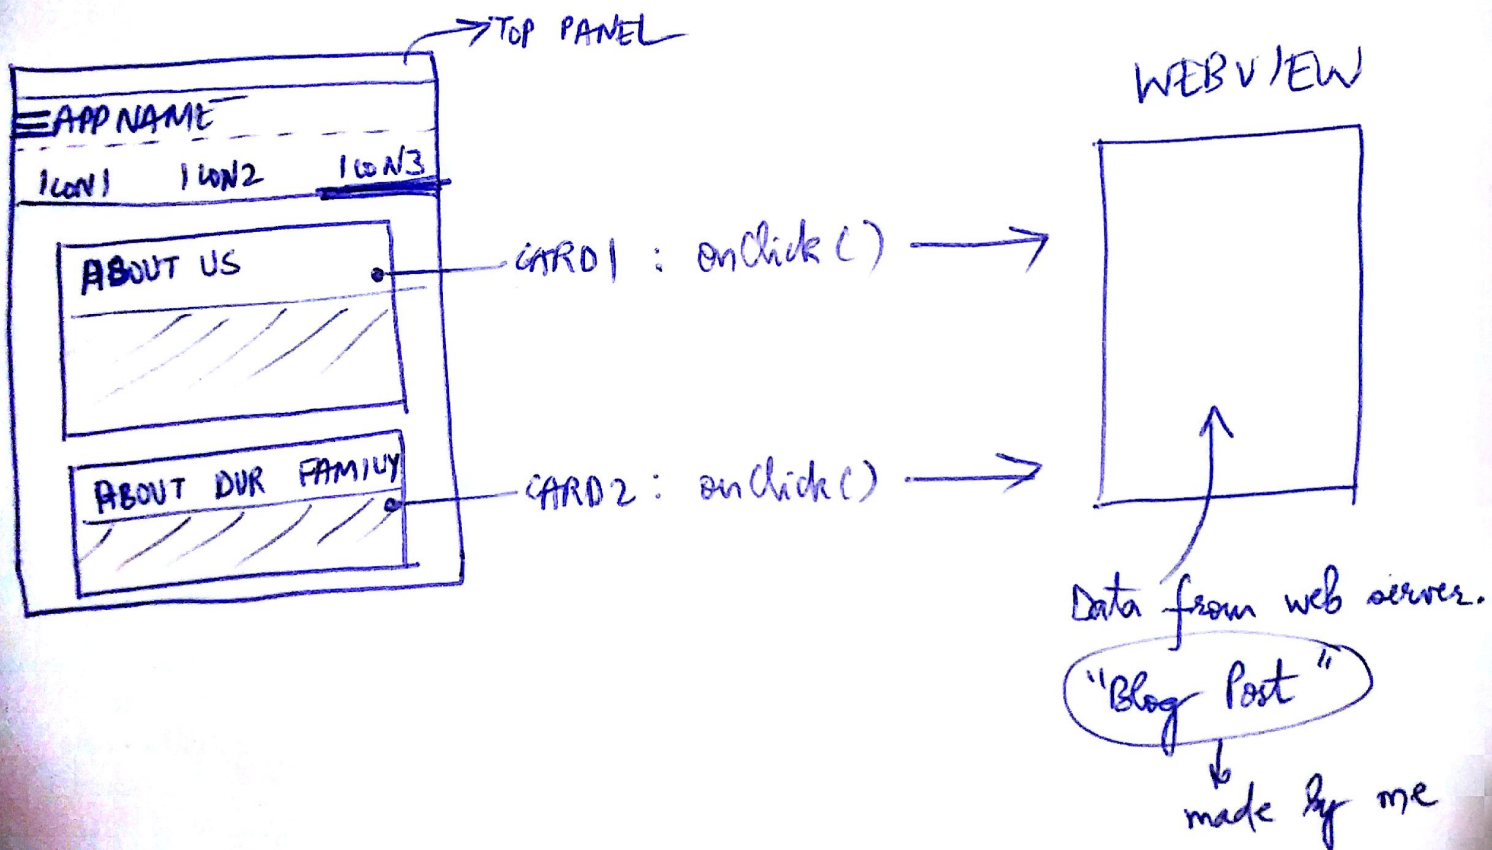 TOP PANEL
WEBVIEW
APP NAME
ICON1 ICON2 ICON3
ABOUT US
CARD1 : onClick()
ABOUT OUR FAMILY
CARD2 : onClick()
Data from web server.
"Blog Post"
made by me